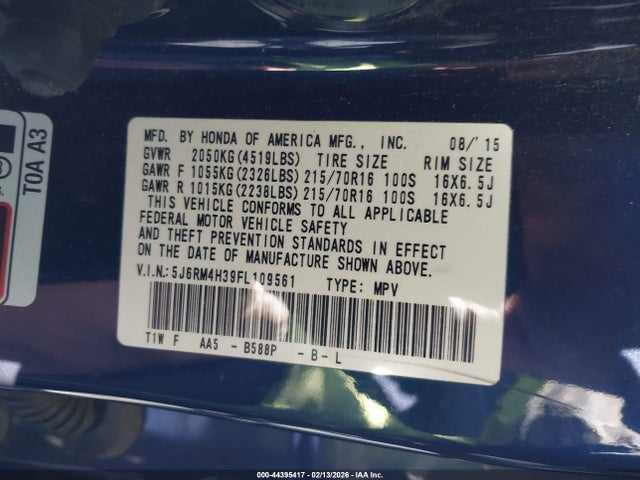 TOA A3
MFD. BY HONDA OF AMERICA MFG., INC. 08/'15
GVWR 2050KG(4519LBS) TIRE SIZE RIM SIZE
GAWR F 1055KG(2326LBS) 215/70R16 100S 16X6.5J
GAWR R 1015KG(2238LBS) 215/70R16 100S 16X6.5J
THIS VEHICLE CONFORMS TO ALL APPLICABLE
FEDERAL MOTOR VEHICLE SAFETY
AND THEFT PREVENTION STANDARDS IN EFFECT
ON THE DATE OF MANUFACTURE SHOWN ABOVE.
V.I.N.:5J6RM4H39FL109561 TYPE: MPV
T1W F AA5 - B588P - B - L
000-44395417 - 02/13/2026 - IAA Inc.